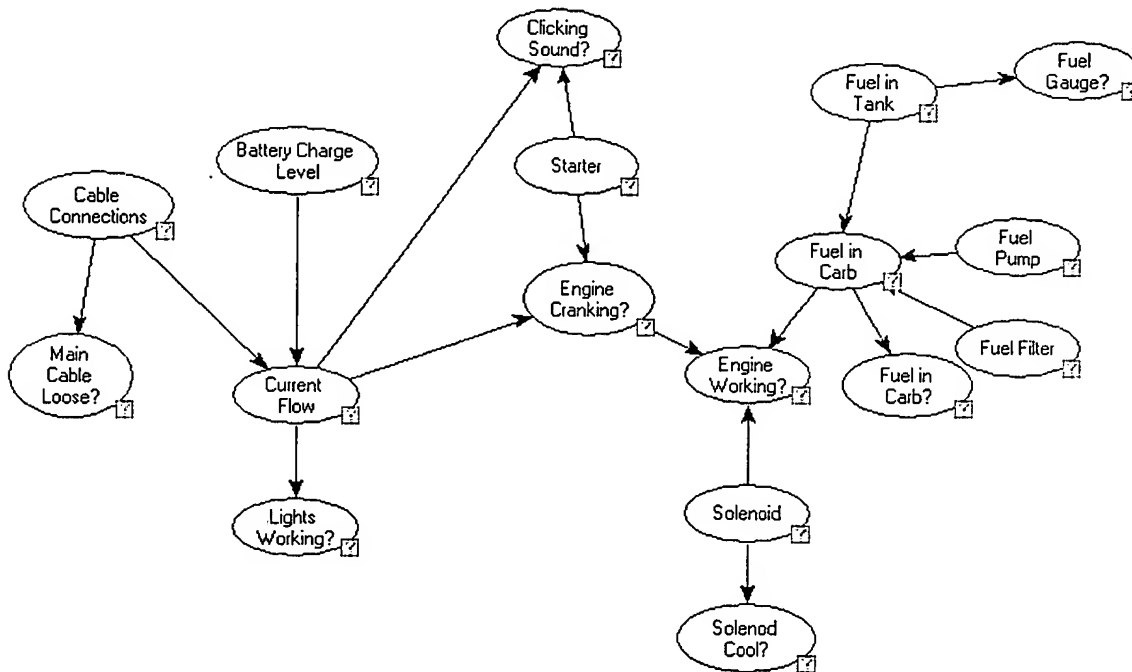 Clicking
Sound?
Fuel in
Tank
Fuel
Gauge?
Battery Charge
Level
Starter
Cable
Connections
Fuel in
Carb
Fuel
Pump
Engine
Cranking?
Main
Cable
Loose?
Current
Flow
Engine
Working?
Fuel in
Carb?
Fuel Filter
Lights
Working?
Solenoid
Solenod
Cool?